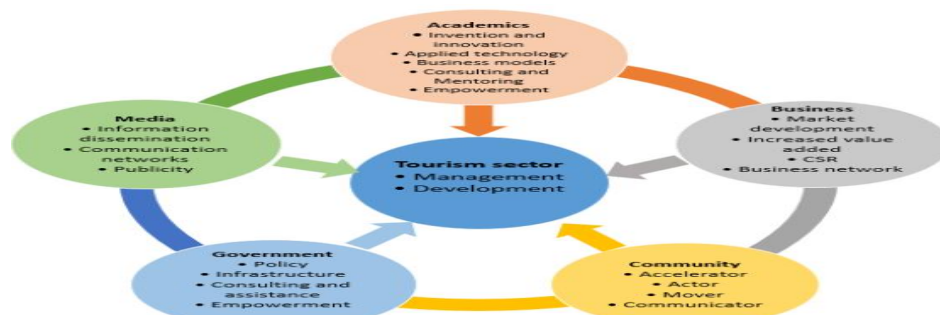 Academics
• Invention and
innovation
• Applied technology
• Business models
• Consulting and
Mentoring
• Empowerment
Media
• Information
dissemination
• Communication
networks
• Publicity
Business
• Market
development
• Increased value
added
• CSR
• Business network
Tourism sector
• Management
• Development
Government
• Policy
• Infrastructure
• Consulting and
assistance
• Empowerment
Community
• Accelerator
• Actor
• Mover
• Communicator